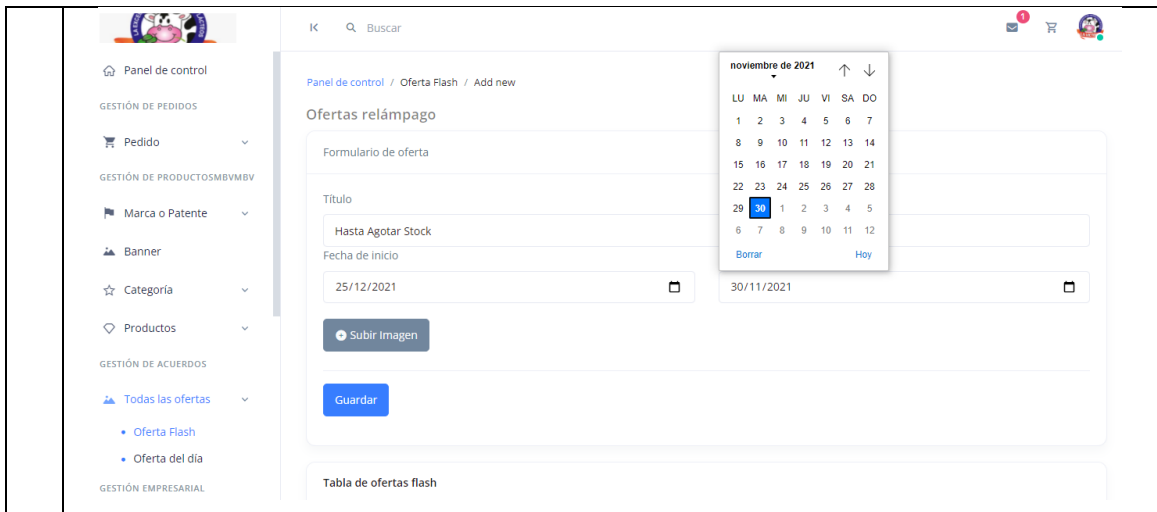 Buscar
1
Panel de control
GESTIÓN DE PEDIDOS
Pedido
GESTIÓN DE PRODUCTOSMBVMBV
Marca o Patente
Banner
Categoría
Productos
GESTIÓN DE ACUERDOS
Todas las ofertas
Oferta Flash
Oferta del día
GESTIÓN EMPRESARIAL
Panel de control / Oferta Flash / Add new
Ofertas relámpago
Formulario de oferta
Título
Hasta Agotar Stock
Fecha de inicio
25/12/2021
30/11/2021
noviembre de 2021
LU MA MI JU VI SA DO
1 2 3 4 5 6 7
8 9 10 11 12 13 14
15 16 17 18 19 20 21
22 23 24 25 26 27 28
29 30 1 2 3 4 5
6 7 8 9 10 11 12
Borrar Hoy
Subir Imagen
Guardar
Tabla de ofertas flash